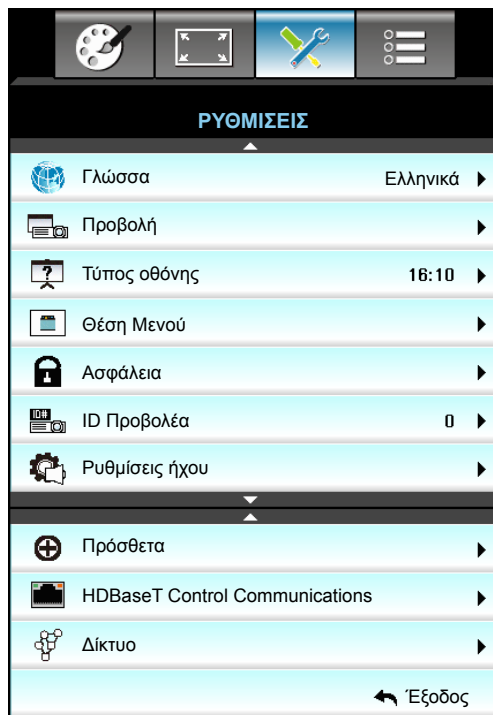 ΡΥΘΜΙΣΕΙΣ
Γλώσσα Ελληνικά
Προβολή
Τύπος οθόνης 16:10
Θέση Μενού
Ασφάλεια
ID# ID Προβολέα 0
Ρυθμίσεις ήχου
Πρόσθετα
HDBaseT Control Communications
Δίκτυο
Έξοδος